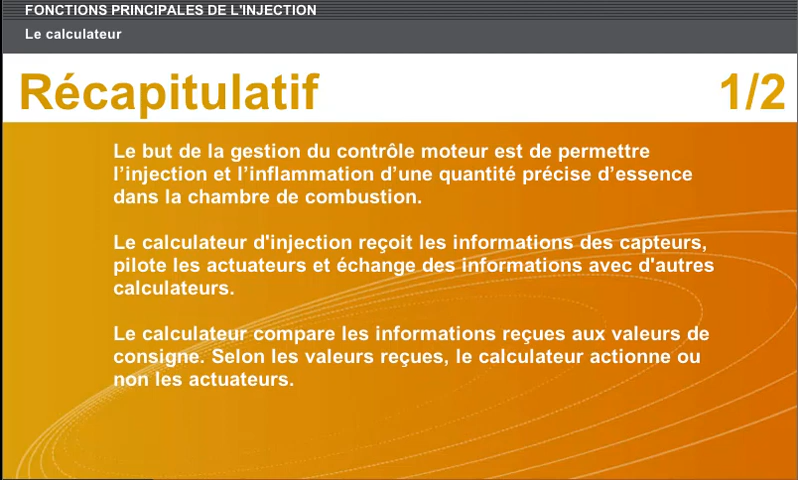 FONCTIONS PRINCIPALES DE L'INJECTION
Le calculateur
Récapitulatif 1/2
Le but de la gestion du contrôle moteur est de permettre
l’injection et l’inflammation d’une quantité précise d’essence
dans la chambre de combustion.
Le calculateur d'injection reçoit les informations des capteurs,
pilote les actuateurs et échange des informations avec d'autres
calculateurs.
Le calculateur compare les informations reçues aux valeurs de
consigne. Selon les valeurs reçues, le calculateur actionne ou
non les actuateurs.